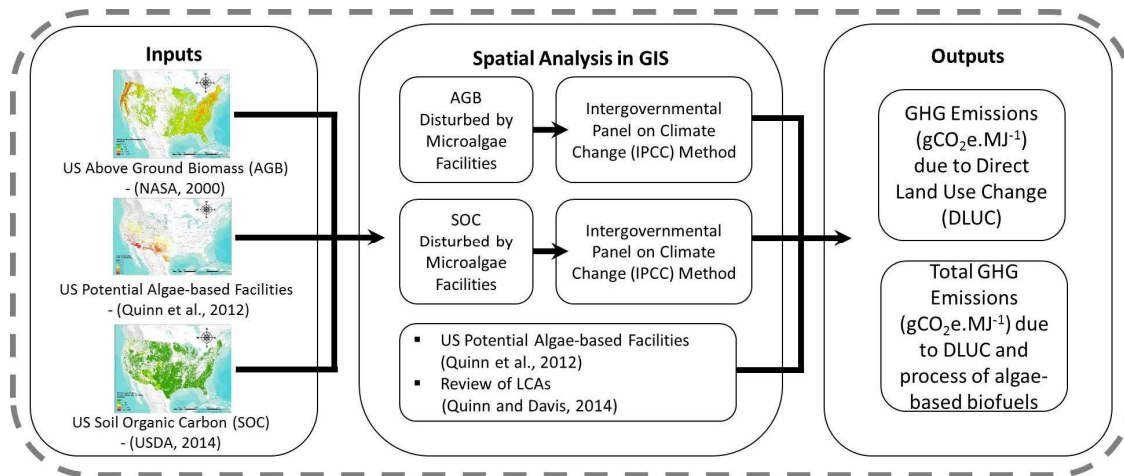 Inputs
US Above Ground Biomass (AGB)
- (NASA, 2000)
US Potential Algae-based Facilities
- (Quinn et al., 2012)
US Soil Organic Carbon (SOC)
- (USDA, 2014)
Spatial Analysis in GIS
AGB
Disturbed by
Microalgae
Facilities
Intergovernmental
Panel on Climate
Change (IPCC) Method
SOC
Disturbed by
Microalgae
Facilities
Intergovernmental
Panel on Climate
Change (IPCC) Method
▪ US Potential Algae-based Facilities
(Quinn et al., 2012)
▪ Review of LCAs
(Quinn and Davis, 2014)
Outputs
GHG Emissions
(gCO₂e.MJ⁻¹)
due to Direct
Land Use Change
(DLUC)
Total GHG
Emissions
(gCO₂e.MJ⁻¹) due
to DLUC and
process of algae-
based biofuels